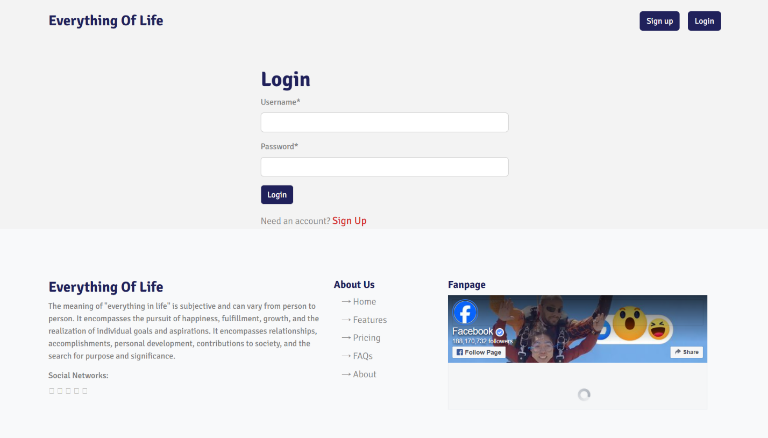 Everything Of Life
Sign up
Login
Login
Username*
Password*
Login
Need an account? Sign Up
Everything Of Life
The meaning of "everything in life" is subjective and can vary from person to
person. It encompasses the pursuit of happiness, fulfillment, growth, and the
realization of individual goals and aspirations. It encompasses relationships,
accomplishments, personal development, contributions to society, and the
search for purpose and significance.
Social Networks:
About Us
Home
Features
Pricing
FAQs
About
Fanpage
Facebook
188,170,732 followers
Follow Page
Share